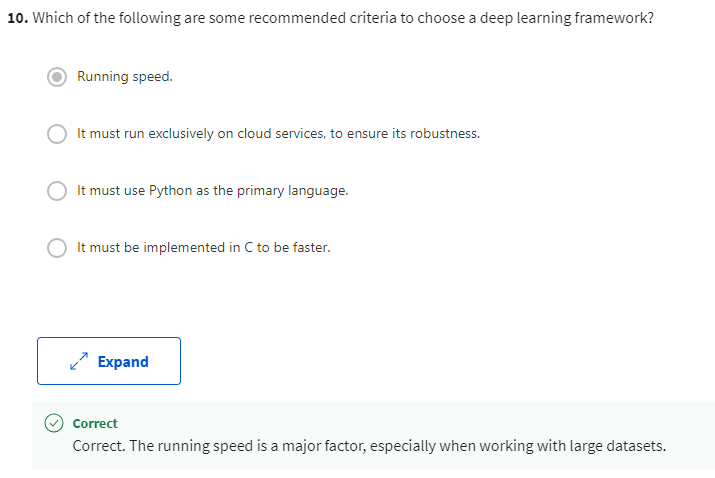 10. Which of the following are some recommended criteria to choose a deep learning framework?
Running speed.
It must run exclusively on cloud services, to ensure its robustness.
It must use Python as the primary language.
It must be implemented in C to be faster.
Expand
Correct
Correct. The running speed is a major factor, especially when working with large datasets.